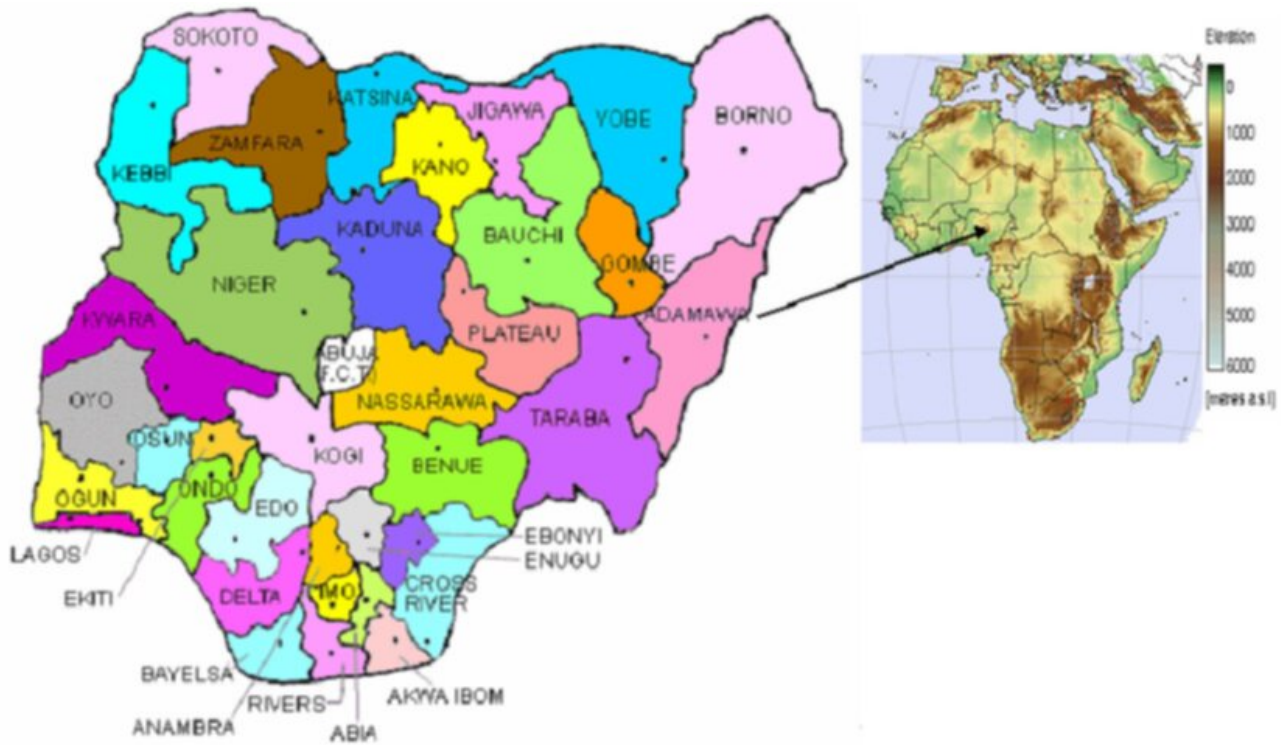 SOKOTO
KATSINA
JIGAWA
YOBE
BORNO
ZAMFARA
KEBBI
KANO
KADUNA
BAUCHI
GOMBE
NIGER
ADAMAWA
KWARA
PLATEAU
ABUJA
(F.C.T.)
NASSARAWA
OYO
TARABA
OSUN
KOGI
BENUE
OGUN
ONDO
EDO
EBONYI
ENUGU
LAGOS
EKITI
DELTA
IMO
CROSS
RIVER
BAYELSA
RIVERS
AKWA IBOM
ANAMBRA
ABIA
Elevation
0
1000
2000
3000
4000
5000
6000
[metres a.s.l]